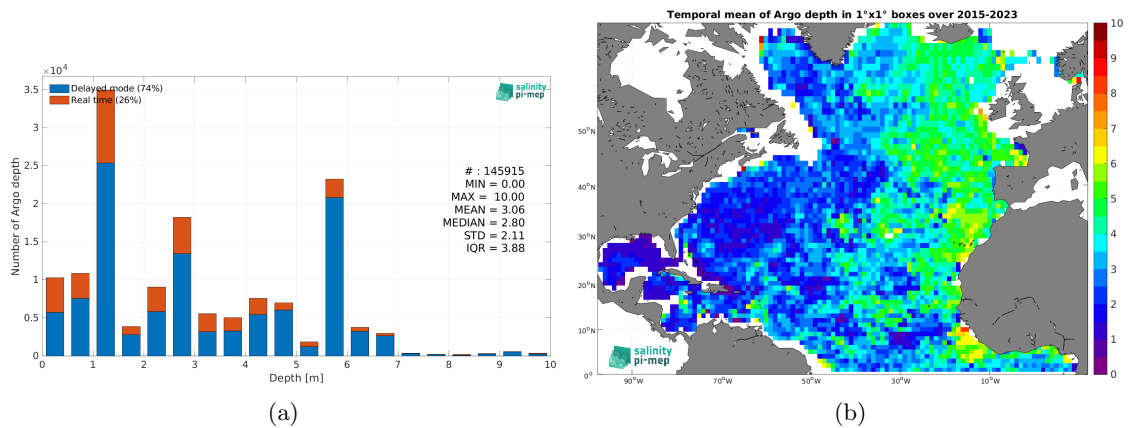 ×10⁴
Delayed mode (74%)
Real time (26%)
salinity
pi-mep
3.5
3
2.5
2
1.5
1
0.5
0
Number of Argo depth
# : 145915
MIN = 0.00
MAX = 10.00
MEAN = 3.06
MEDIAN = 2.80
STD = 2.11
IQR = 3.88
0 1 2 3 4 5 6 7 8 9 10
Depth [m]
(a)
Temporal mean of Argo depth in 1°x1° boxes over 2015-2023
50°N
40°N
30°N
20°N
10°N
0°
90°W 70°W 50°W 30°W 10°W
salinity
pi-mep
10
9
8
7
6
5
4
3
2
1
0
(b)